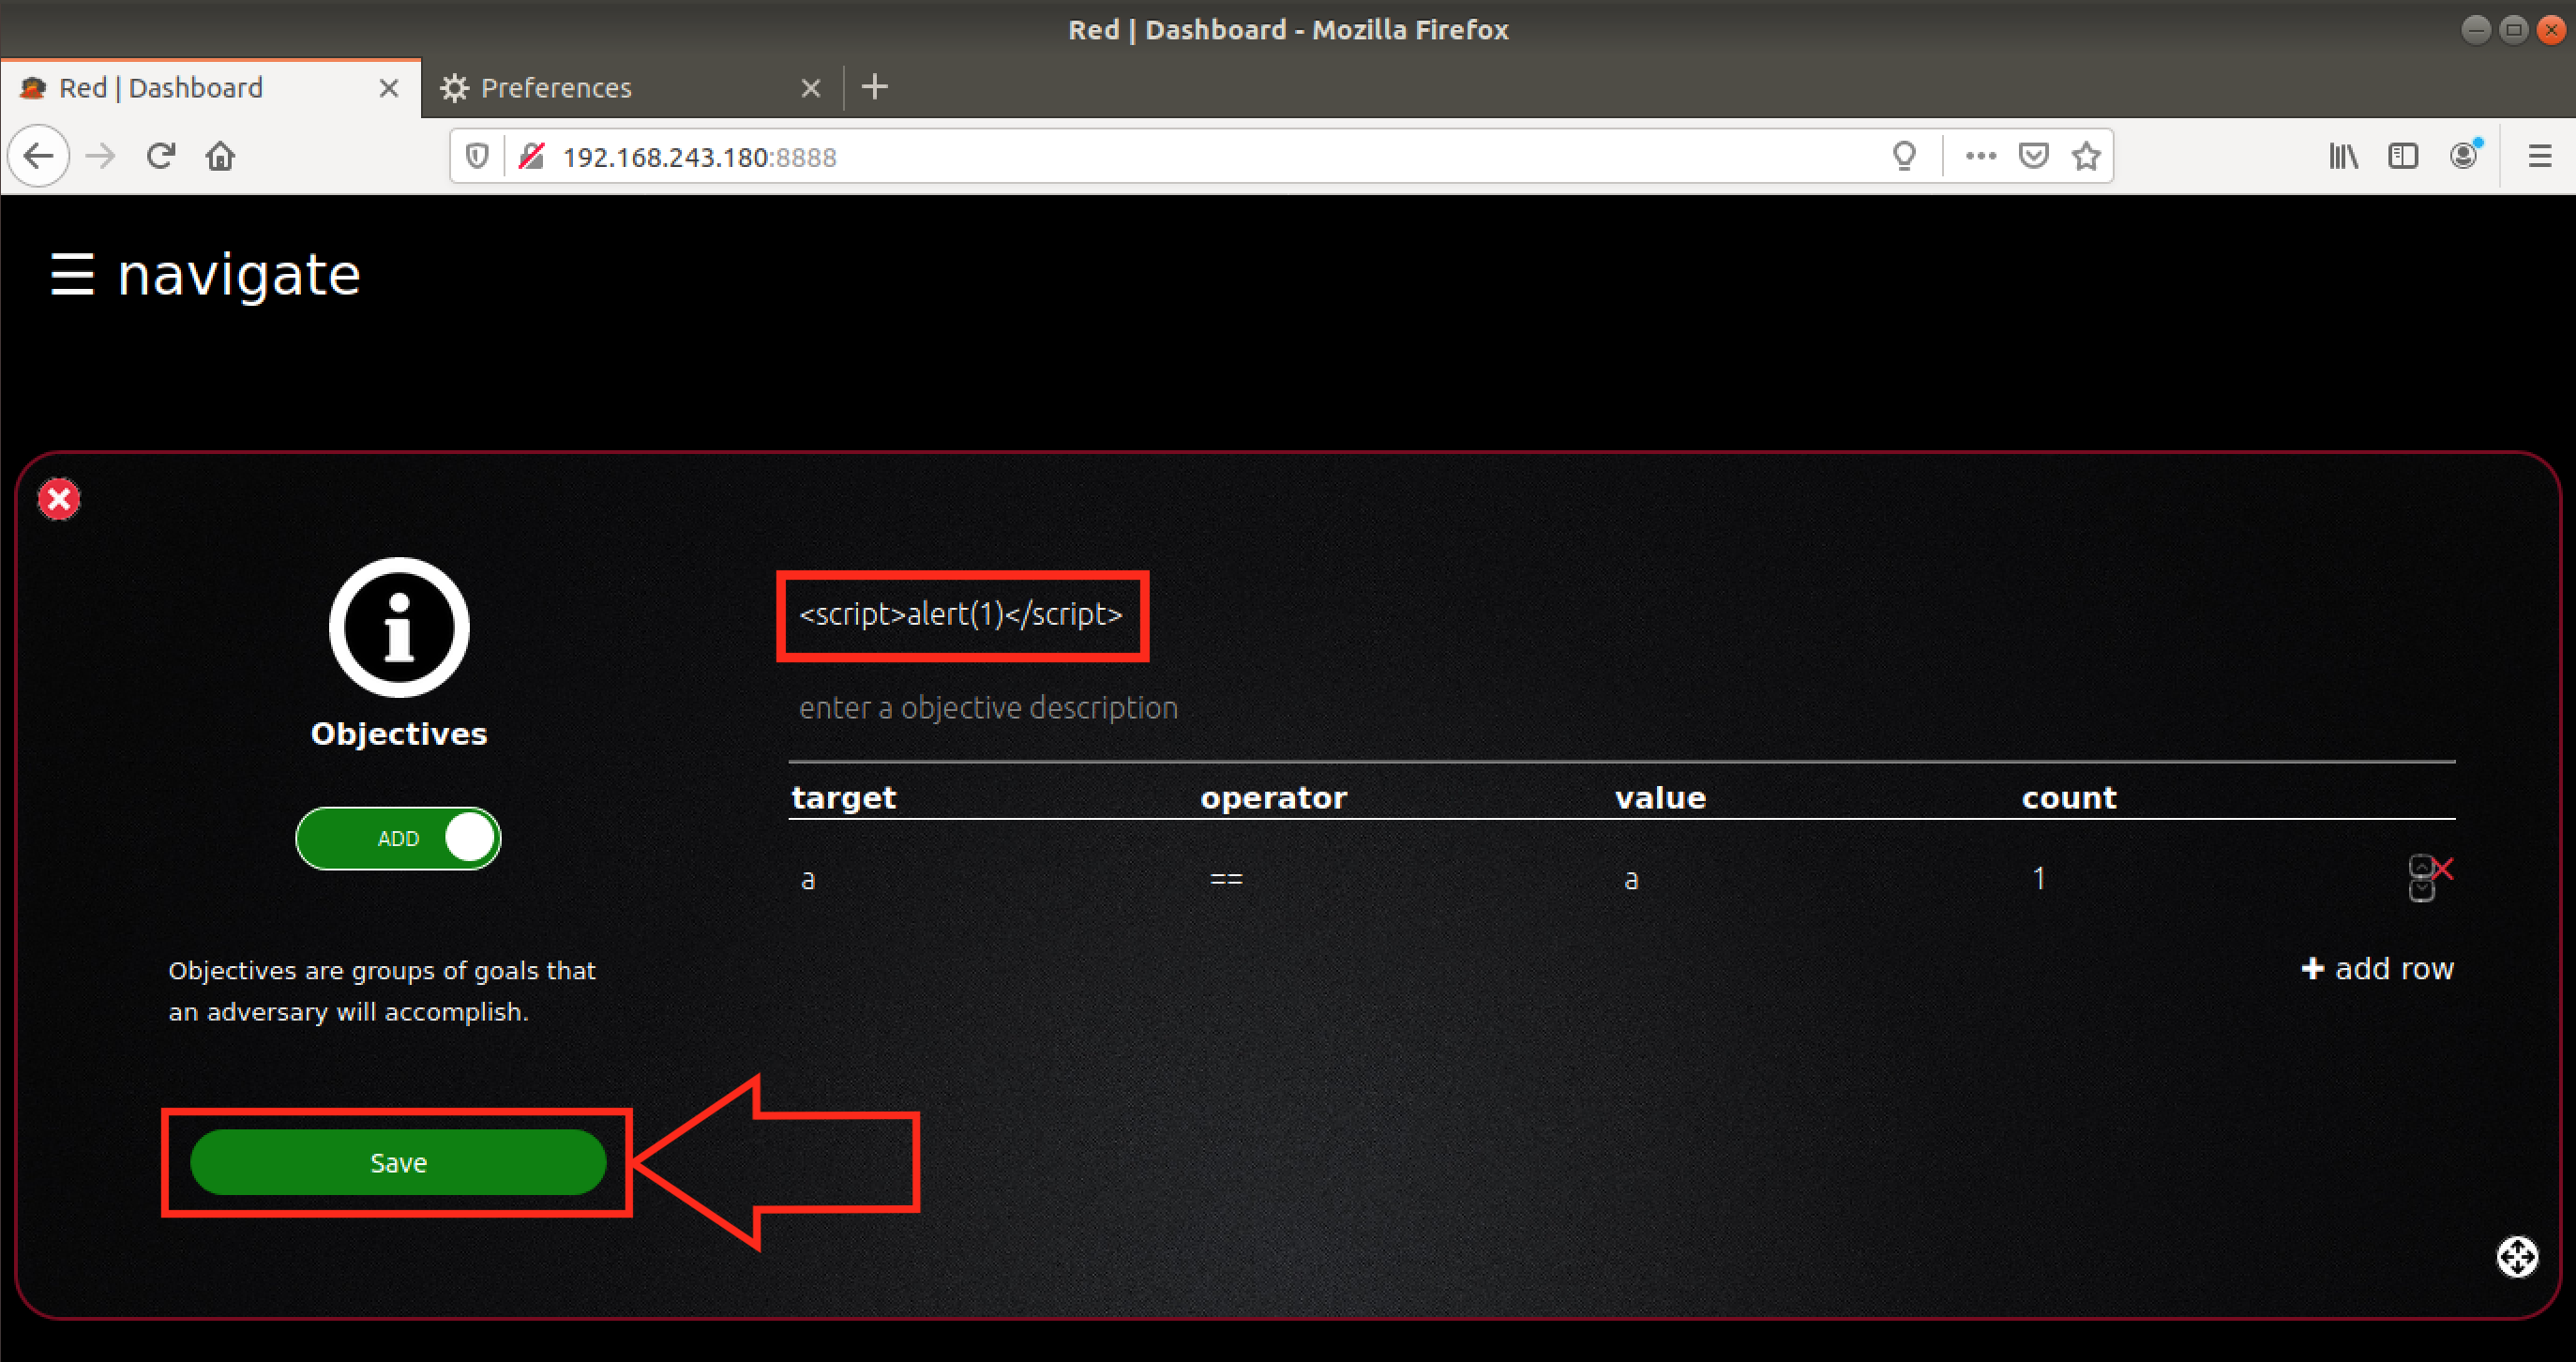 Red | Dashboard - Mozilla Firefox
Red | Dashboard
Preferences
192.168.243.180:8888
☰ navigate
<script>alert(1)</script>
enter a objective description
Objectives
target operator value count
ADD
a == a 1
+ add row
Objectives are groups of goals that
an adversary will accomplish.
Save